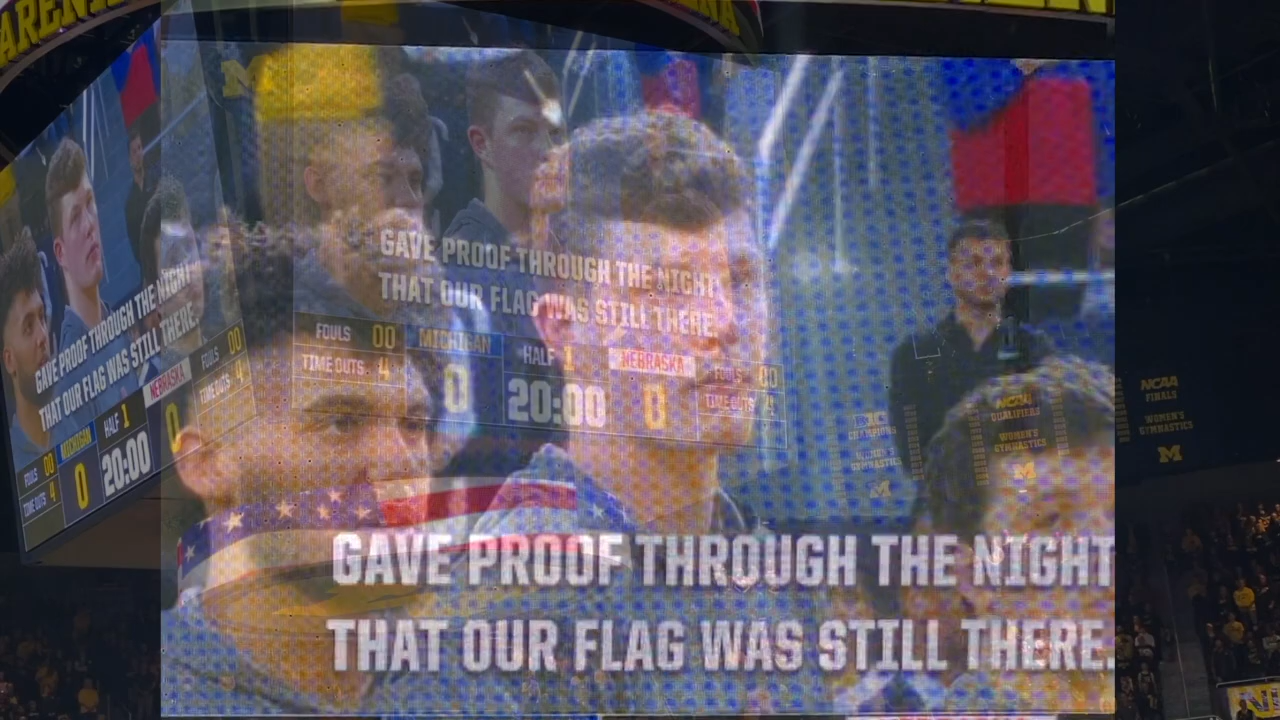 ARENA
GAVE PROOF THROUGH THE NIGHT
THAT OUR FLAG WAS STILL THERE.
FOULS 00 MICHIGAN HALF 1 NEBRASKA FOULS 00
TIME OUTS 4 0 20:00 0 TIME OUTS 4
GAVE PROOF THROUGH THE NIGHT
THAT OUR FLAG WAS STILL THERE.
FOULS 00 MICHIGAN HALF 1 NEBRASKA FOULS 00
TIME OUTS 4 0 20:00 0 TIME OUTS 4
CHAMPIONS
WOMEN'S
GYMNASTICS
M
NCAA
QUALIFIERS
WOMEN'S
GYMNASTICS
M
NCAA
FINALS
WOMEN'S
GYMNASTICS
M
GAVE PROOF THROUGH THE NIGHT
THAT OUR FLAG WAS STILL THERE.